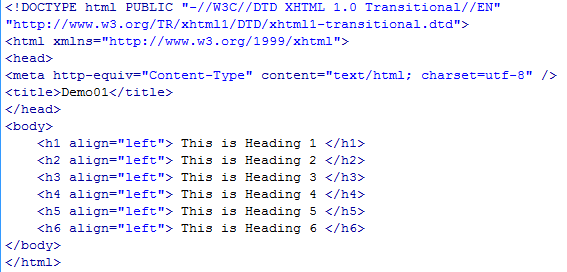 <!DOCTYPE html PUBLIC "-//W3C//DTD XHTML 1.0 Transitional//EN"
"http://www.w3.org/TR/xhtml1/DTD/xhtml1-transitional.dtd">
<html xmlns="http://www.w3.org/1999/xhtml">
<head>
<meta http-equiv="Content-Type" content="text/html; charset=utf-8" />
<title>Demo01</title>
</head>
<body>
    <h1 align="left"> This is Heading 1 </h1>
    <h2 align="left"> This is Heading 2 </h2>
    <h3 align="left"> This is Heading 3 </h3>
    <h4 align="left"> This is Heading 4 </h4>
    <h5 align="left"> This is Heading 5 </h5>
    <h6 align="left"> This is Heading 6 </h6>
</body>
</html>